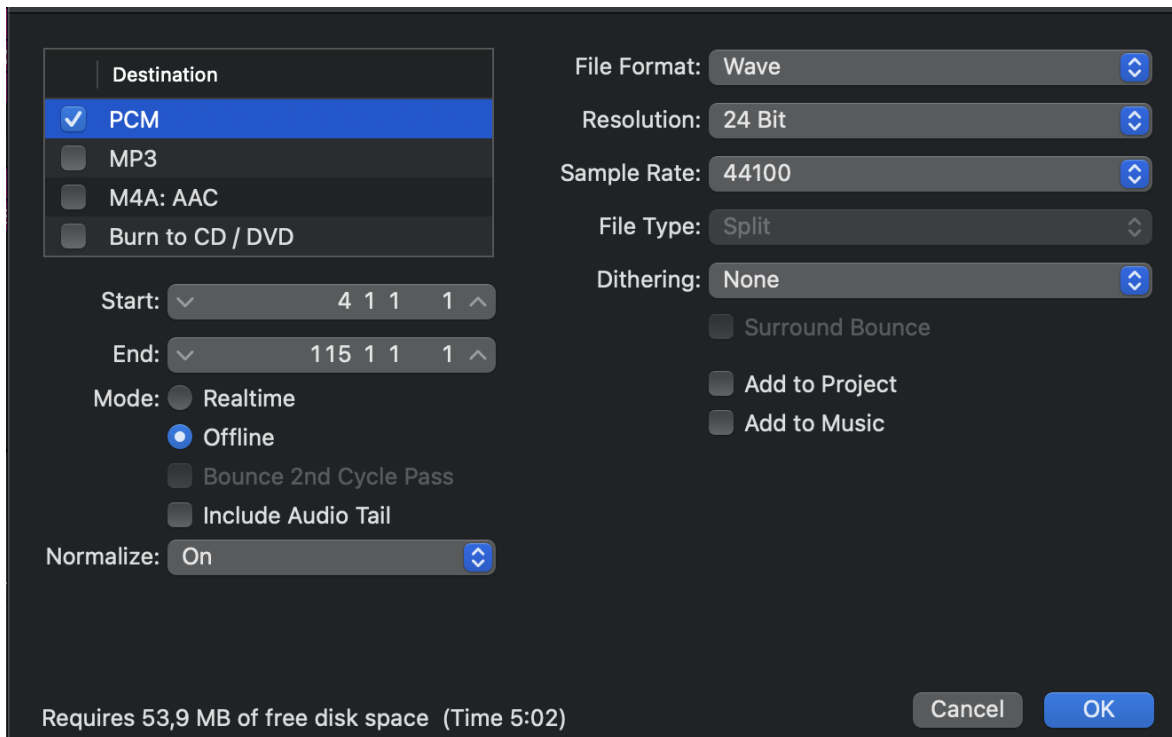 Destination
PCM
MP3
M4A: AAC
Burn to CD / DVD
Start: 4 1 1 1
End: 115 1 1 1
Mode: Realtime
Offline
Bounce 2nd Cycle Pass
Include Audio Tail
Normalize: On
File Format: Wave
Resolution: 24 Bit
Sample Rate: 44100
File Type: Split
Dithering: None
Surround Bounce
Add to Project
Add to Music
Requires 53,9 MB of free disk space (Time 5:02)
Cancel
OK